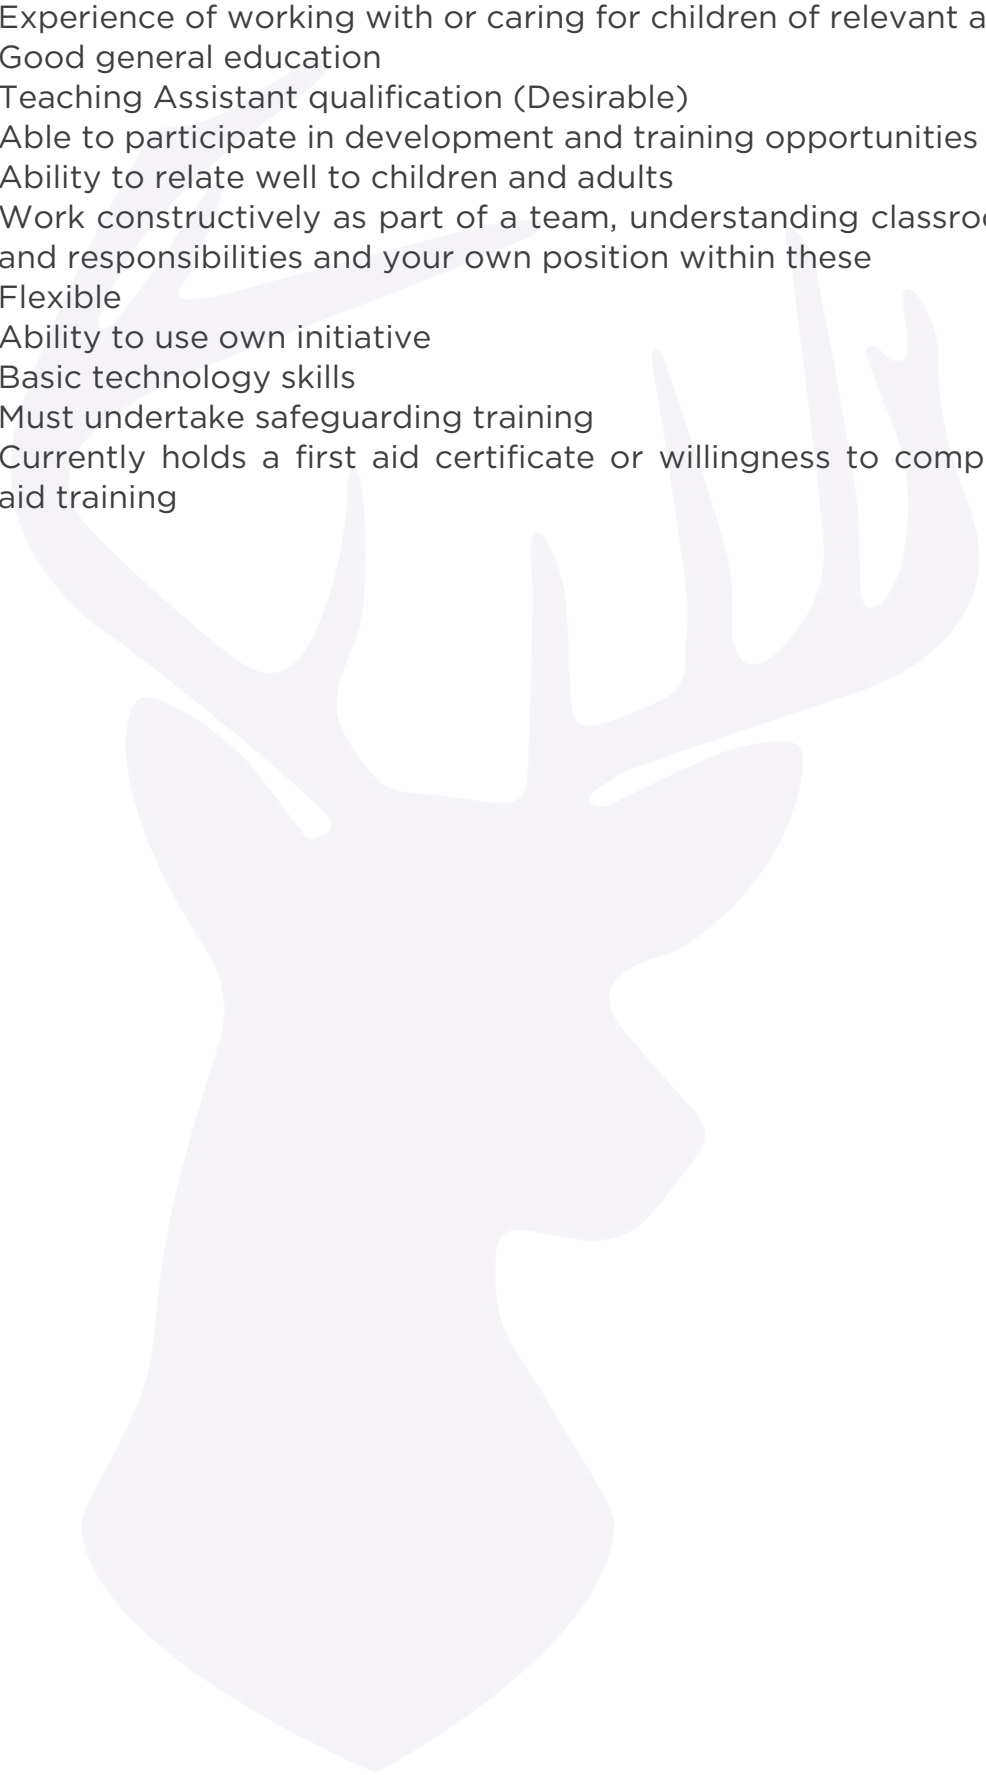 Experience of working with or caring for children of relevant
Good general education
Teaching Assistant qualification (Desirable)
Able to participate in development and training opportunities
Ability to relate well to children and adults
Work constructively as part of a team, understanding
and responsibilities and your own position within these
Flexible
Ability to use own initiative
Basic technology skills
Must undertake safeguarding training
Currently holds a first aid certificate or willingness to
aid training